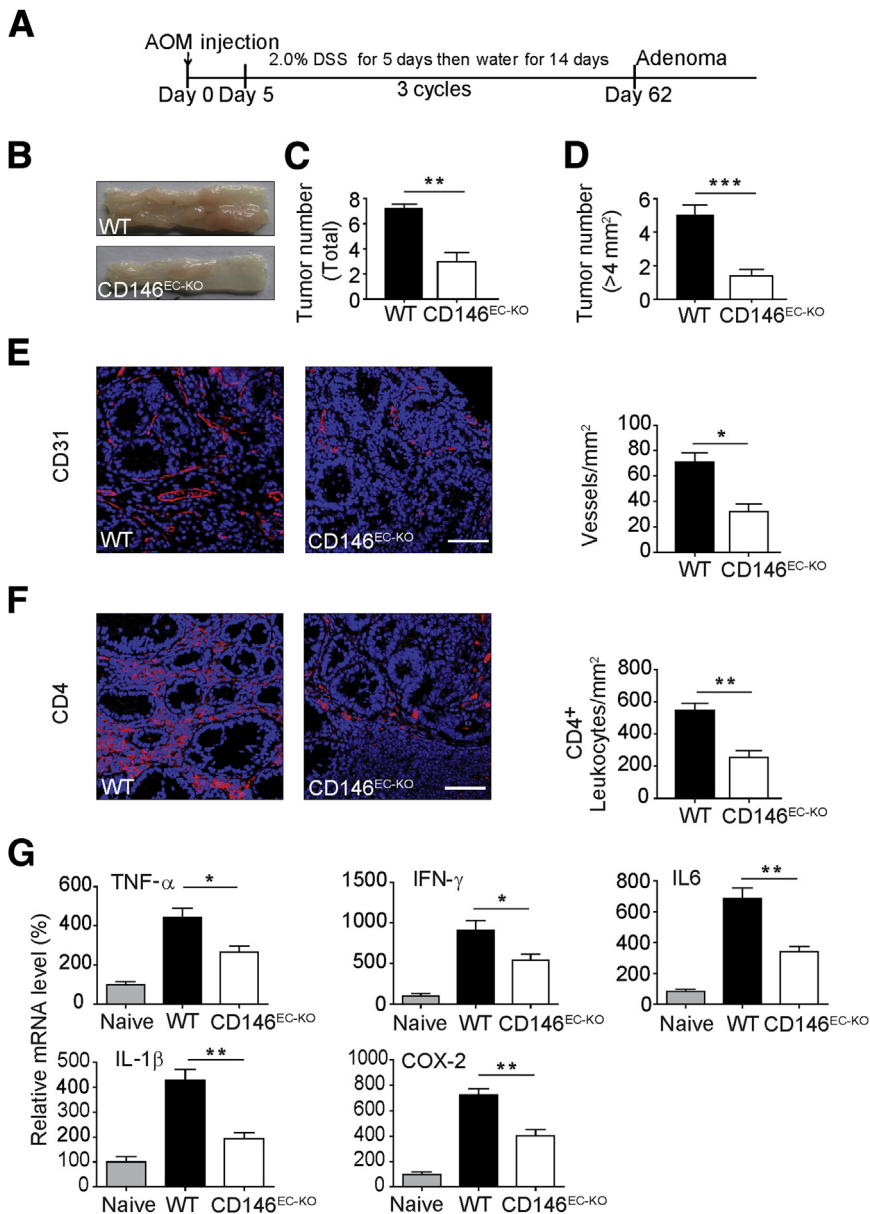 A
AOM injection
2.0% DSS for 5 days then water for 14 days
Adenoma
Day 0 Day 5
3 cycles
Day 62
B
WT
CD146EC-KO
C
**
Tumor number
(Total)
8
6
4
2
0
WT CD146EC-KO
D
***
Tumor number
(>4 mm²)
6
4
2
0
WT CD146EC-KO
E
CD31
WT
CD146EC-KO
*
Vessels/mm²
100
80
60
40
20
0
WT CD146EC-KO
F
CD4
WT
CD146EC-KO
**
CD4+
Leukocytes/mm²
800
600
400
200
0
WT CD146EC-KO
G
Relative mRNA level (%)
TNF-α
*
600
400
200
0
Naive WT CD146EC-KO
IFN-γ
*
1500
1000
500
0
Naive WT CD146EC-KO
IL6
**
800
600
400
200
0
Naive WT CD146EC-KO
IL-1β
**
500
400
300
200
100
0
Naive WT CD146EC-KO
COX-2
**
1000
800
600
400
200
0
Naive WT CD146EC-KO